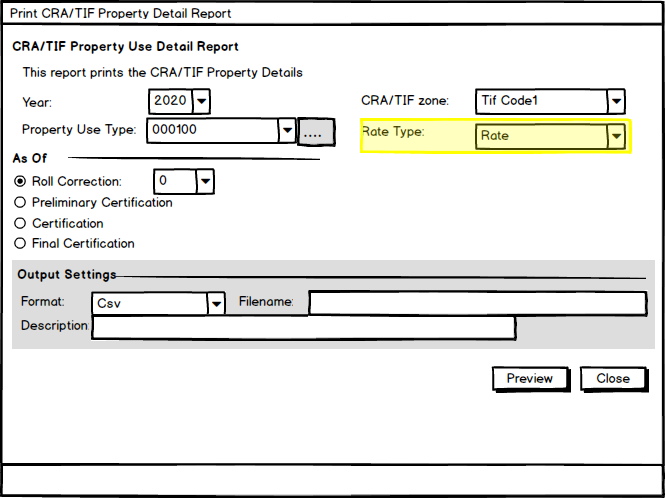 Print CRA/TIF Property Detail Report
CRA/TIF Property Use Detail Report
This report prints the CRA/TIF Property Details
Year: 2020 CRA/TIF zone: Tif Code1
Property Use Type: 000100 .... Rate Type: Rate
As Of
Roll Correction: 0
Preliminary Certification
Certification
Final Certification
Output Settings
Format: Csv Filename:
Description
Preview Close